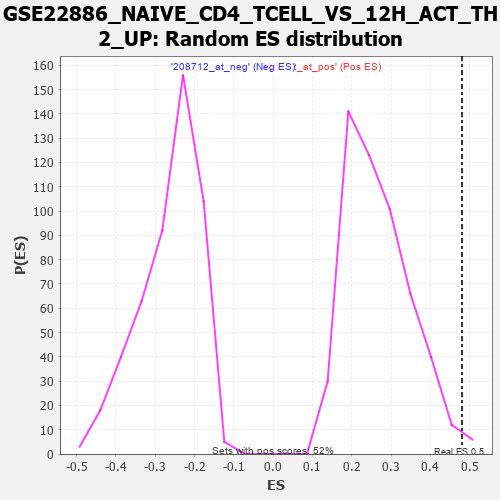 GSE22886_NAIVE_CD4_TCELL_VS_12H_ACT_TH
2_UP: Random ES distribution
'208712_at_neg' (Neg ES)
_at_pos' (Pos ES)
160
150
140
130
120
110
100
90
80
70
60
50
40
30
20
10
0
P(ES)
Sets with pos scores: 52%
Real ES 0.5
-0.5 -0.4 -0.3 -0.2 -0.1 0.0 0.1 0.2 0.3 0.4 0.5
ES